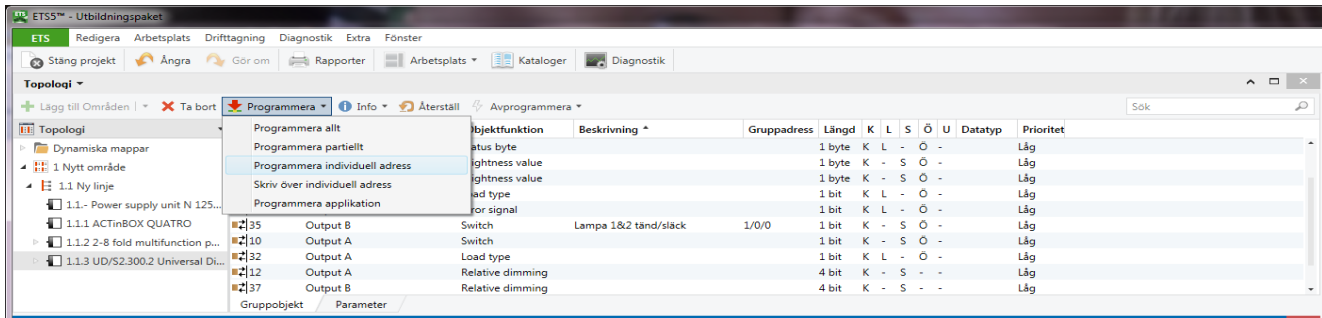 ETS5™ - Utbildningspaket
ETS Redigera Arbetsplats Drifttagning Diagnostik Extra Fönster
Stäng projekt Ångra Gör om Rapporter Arbetsplats Kataloger Diagnostik
Topologi
Lägg till Områden Ta bort Programmera Info Återställ Avprogrammera Sök
Topologi
Dynamiska mappar
1 Nytt område
1.1 Ny linje
1.1.- Power supply unit N 125...
1.1.1 ACTinBOX QUATRO
1.1.2 2-8 fold multifunction p...
1.1.3 UD/S2.300.2 Universal Di...
Programmera allt
Programmera partiellt
Programmera individuell adress
Skriv över individuell adress
Programmera applikation
bjektfunktion Beskrivning Gruppadress Längd K L S Ö U Datatyp Prioritet
atus byte 1 byte K L - Ö - Låg
ightness value 1 byte K - S Ö - Låg
ightness value 1 byte K - S Ö - Låg
ad type 1 bit K L - Ö - Låg
ror signal 1 bit K L - Ö - Låg
35 Output B Switch Lampa 1&2 tänd/släck 1/0/0 1 bit K - S Ö - Låg
10 Output A Switch 1 bit K - S Ö - Låg
32 Output A Load type 1 bit K L - Ö - Låg
12 Output A Relative dimming 4 bit K - S - - Låg
37 Output B Relative dimming 4 bit K - S - - Låg
Gruppobjekt Parameter